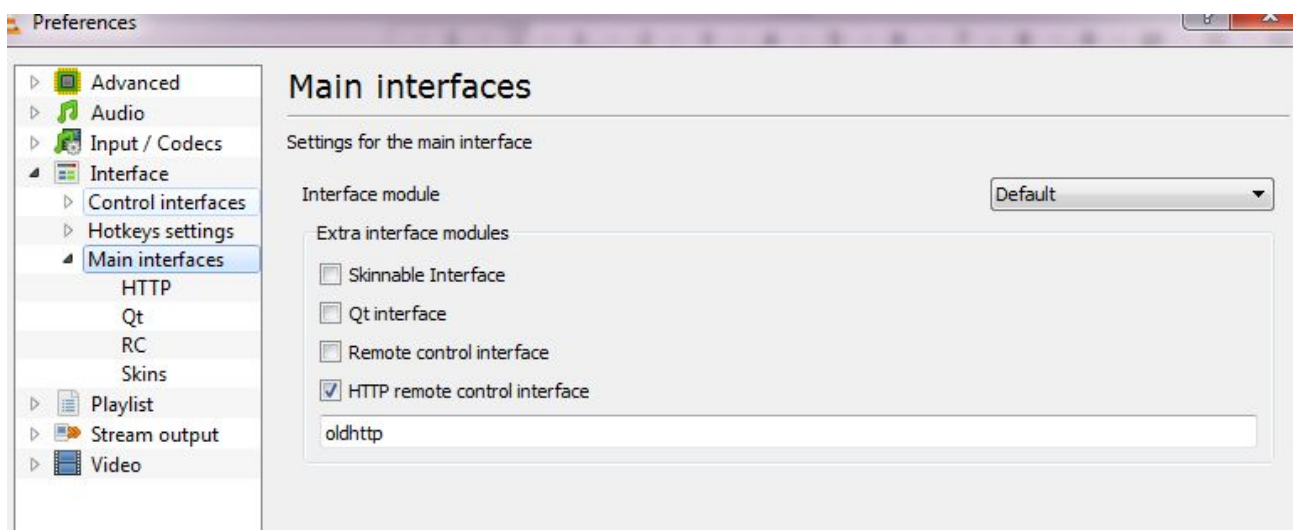 Preferences
Advanced
Audio
Input / Codecs
Interface
Control interfaces
Hotkeys settings
Main interfaces
HTTP
Qt
RC
Skins
Playlist
Stream output
Video
Main interfaces
Settings for the main interface
Interface module
Default
Extra interface modules
Skinnable Interface
Qt interface
Remote control interface
HTTP remote control interface
oldhttp